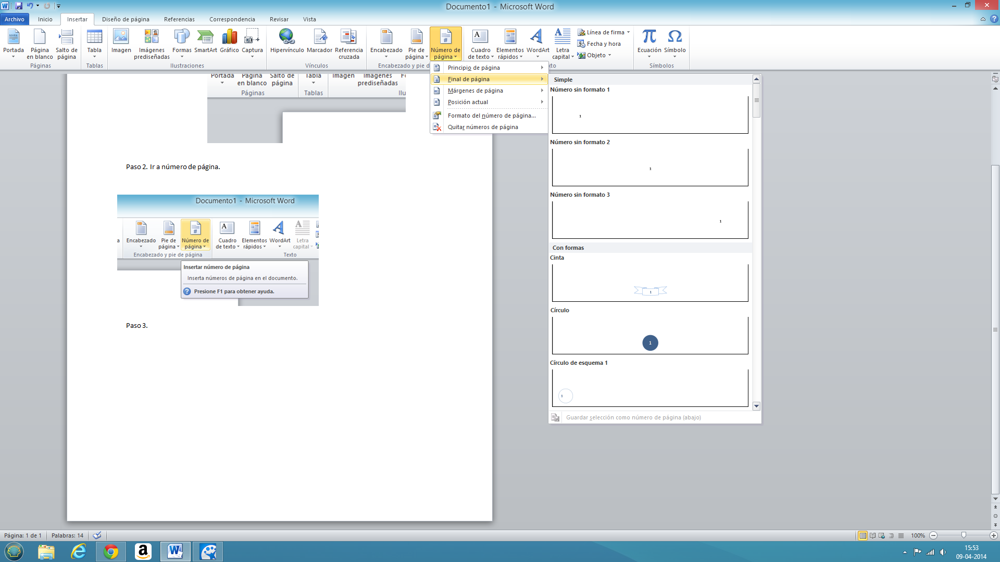 Documento1 - Microsoft Word
Archivo Inicio Insertar Diseño de página Referencias Correspondencia Revisar Vista
Portada Página en blanco Salto de página Tabla Imagen Imágenes prediseñadas Formas SmartArt Gráfico Captura Hipervínculo Marcador Referencia cruzada Encabezado Pie de página Número de página Cuadro de texto Elementos rápidos WordArt Letra capital Línea de firma Fecha y hora Objeto Ecuación Símbolo
Páginas Tablas Ilustraciones Vínculos Encabezado y pie d xto Símbolos
Principio de página
Final de página
Márgenes de página
Posición actual
Formato del número de página...
Quitar números de página
Simple
Número sin formato 1
1
Número sin formato 2
1
Número sin formato 3
1
Con formas
Cinta
1
Círculo
1
Círculo de esquema 1
1
Guardar selección como número de página (abajo)
Portada Página en blanco Salto de página Tabla Imagen Imágenes prediseñadas F
Páginas Tablas Ilu
Paso 2. Ir a número de página.
Documento1 - Microsoft Word
a Encabezado Pie de página Número de página Cuadro de texto Elementos rápidos WordArt Letra capital
Encabezado y pie de página Texto
Insertar número de página
Inserta números de página en el documento.
Presione F1 para obtener ayuda.
Paso 3.
Página: 1 de 1 Palabras: 14 100%
15:53
09-04-2014